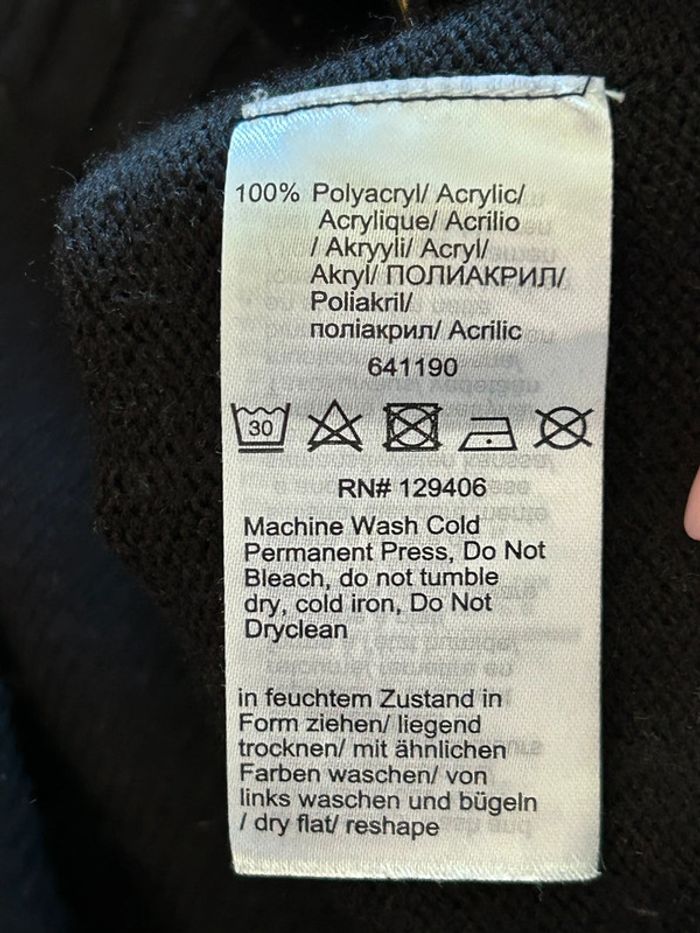 100% Polyacryl/ Acrylic/
Acrylique/ Acrilio
/ Akryyli/ Acryl/
Akryl/ ПОЛИАКРИЛ/
Poliakril/
поліакрил/ Acrilic
641190
30
RN# 129406
Machine Wash Cold
Permanent Press, Do Not
Bleach, do not tumble
dry, cold iron, Do Not
Dryclean
in feuchtem Zustand in
Form ziehen/ liegend
trocknen/ mit ähnlichen
Farben waschen/ von
links waschen und bügeln
/ dry flat/ reshape